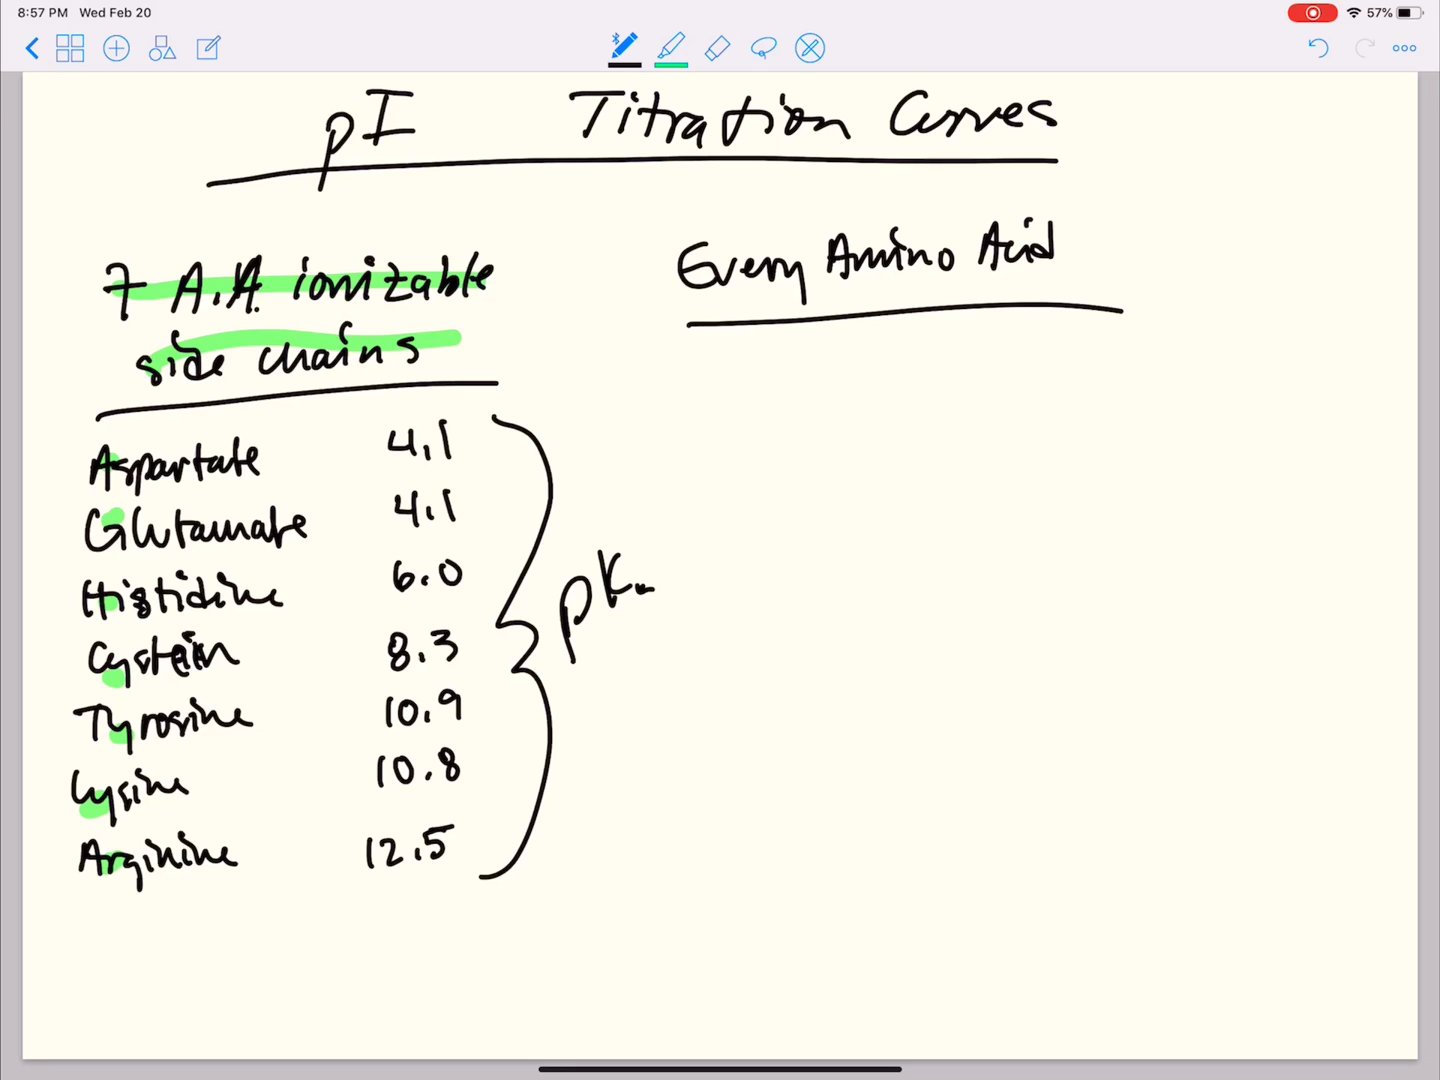 8:57 PM Wed Feb 20
57%
pI Titration Curves
7 A.A ionizable
side chains
Every Amino Acid
Aspartate 4.1
Glutamate 4.1
Histidine 6.0
Cystein 8.3
Tyrosine 10.9
Lysine 10.8
Arginine 12.5
pKa